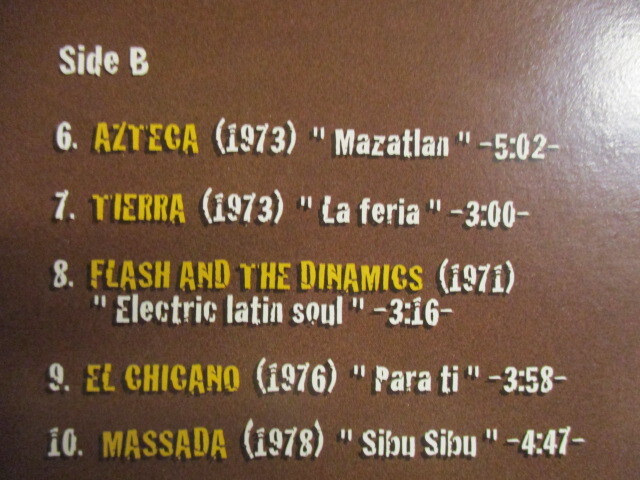 Side B
6. AZTECA (1973) " Mazatlan " -5:02-
7. TIERRA (1973) " La feria " -3:00-
8. FLASH AND THE DINAMICS (1971)
" Electric latin soul " -3:16-
9. EL CHICANO (1976) " Para ti " -3:58-
10. MASSADA (1978) " Sibu Sibu " -4:47-